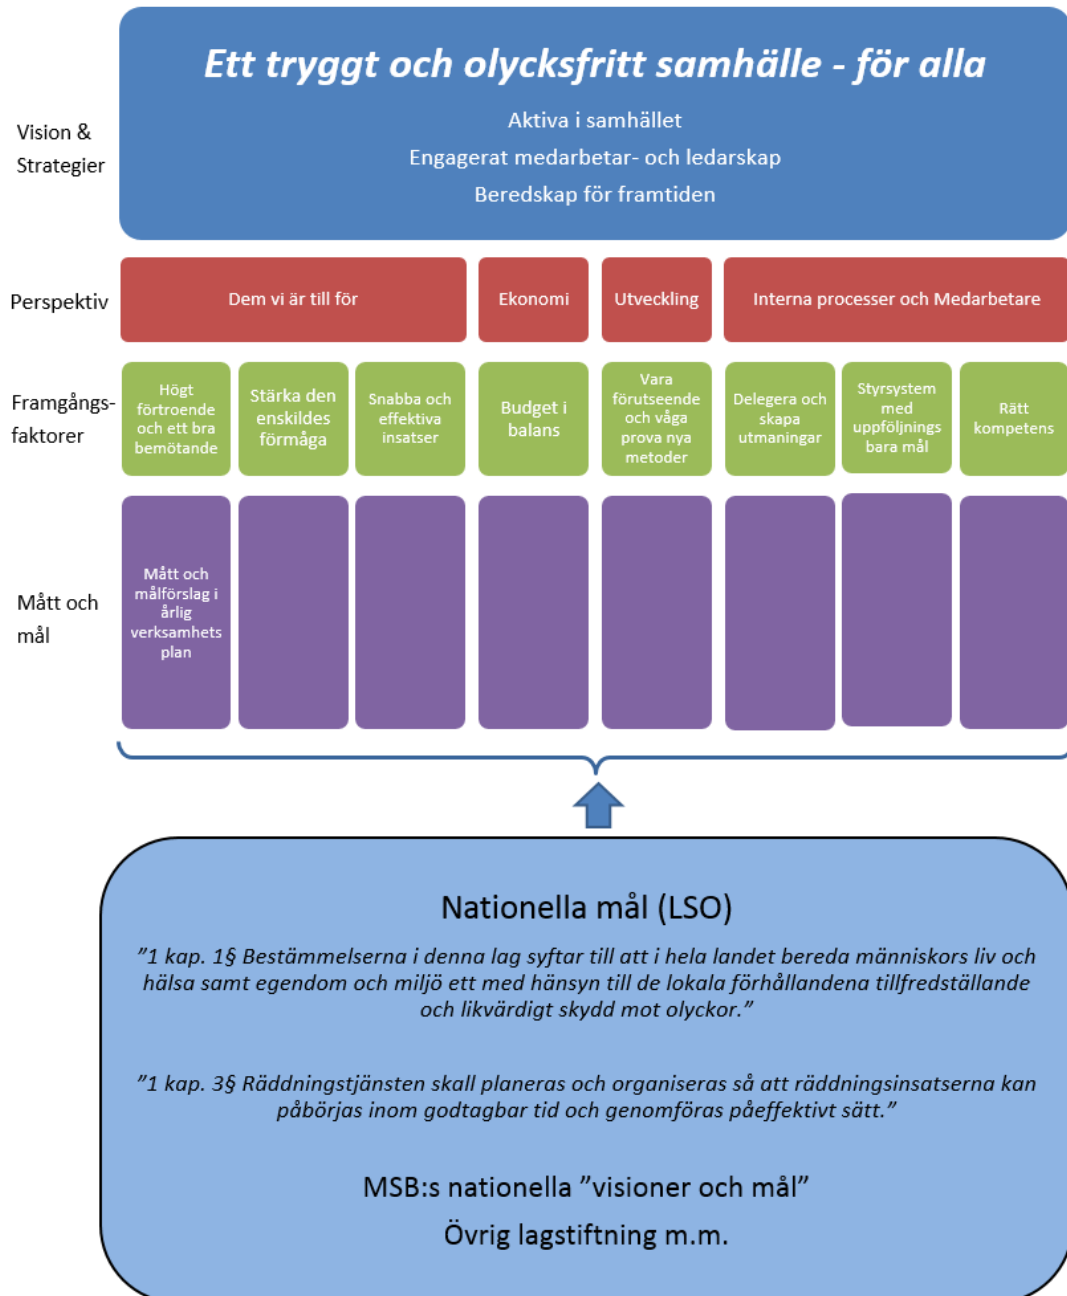 Ett tryggt och olycksfritt samhälle - för alla
Aktiva i samhället
Engagerat medarbetar- och ledarskap
Beredskap för framtiden
Vision &
Strategier
Perspektiv
Dem vi är till för
Ekonomi
Utveckling
Interna processer och Medarbetare
Framgångs-
faktorer
Högt
förtroende
och ett bra
bemötande
Stärka den
enskildes
förmåga
Snabba och
effektiva
insatser
Budget i
balans
Vara
förutseende
och våga
prova nya
metoder
Delegera och
skapa
utmaningar
Styrsystem
med
uppföljnings
bara mål
Rätt
kompetens
Mått och
mål
Mått och
målförslag i
årlig
verksamhets
plan
Nationella mål (LSO)
"1 kap. 1§ Bestämmelserna i denna lag syftar till att i hela landet bereda människors liv och
hälsa samt egendom och miljö ett med hänsyn till de lokala förhållandena tillfredställande
och likvärdigt skydd mot olyckor."
"1 kap. 3§ Räddningstjänsten skall planeras och organiseras så att räddningsinsatserna kan
påbörjas inom godtagbar tid och genomföras påeffektivt sätt."
MSB:s nationella "visioner och mål"
Övrig lagstiftning m.m.